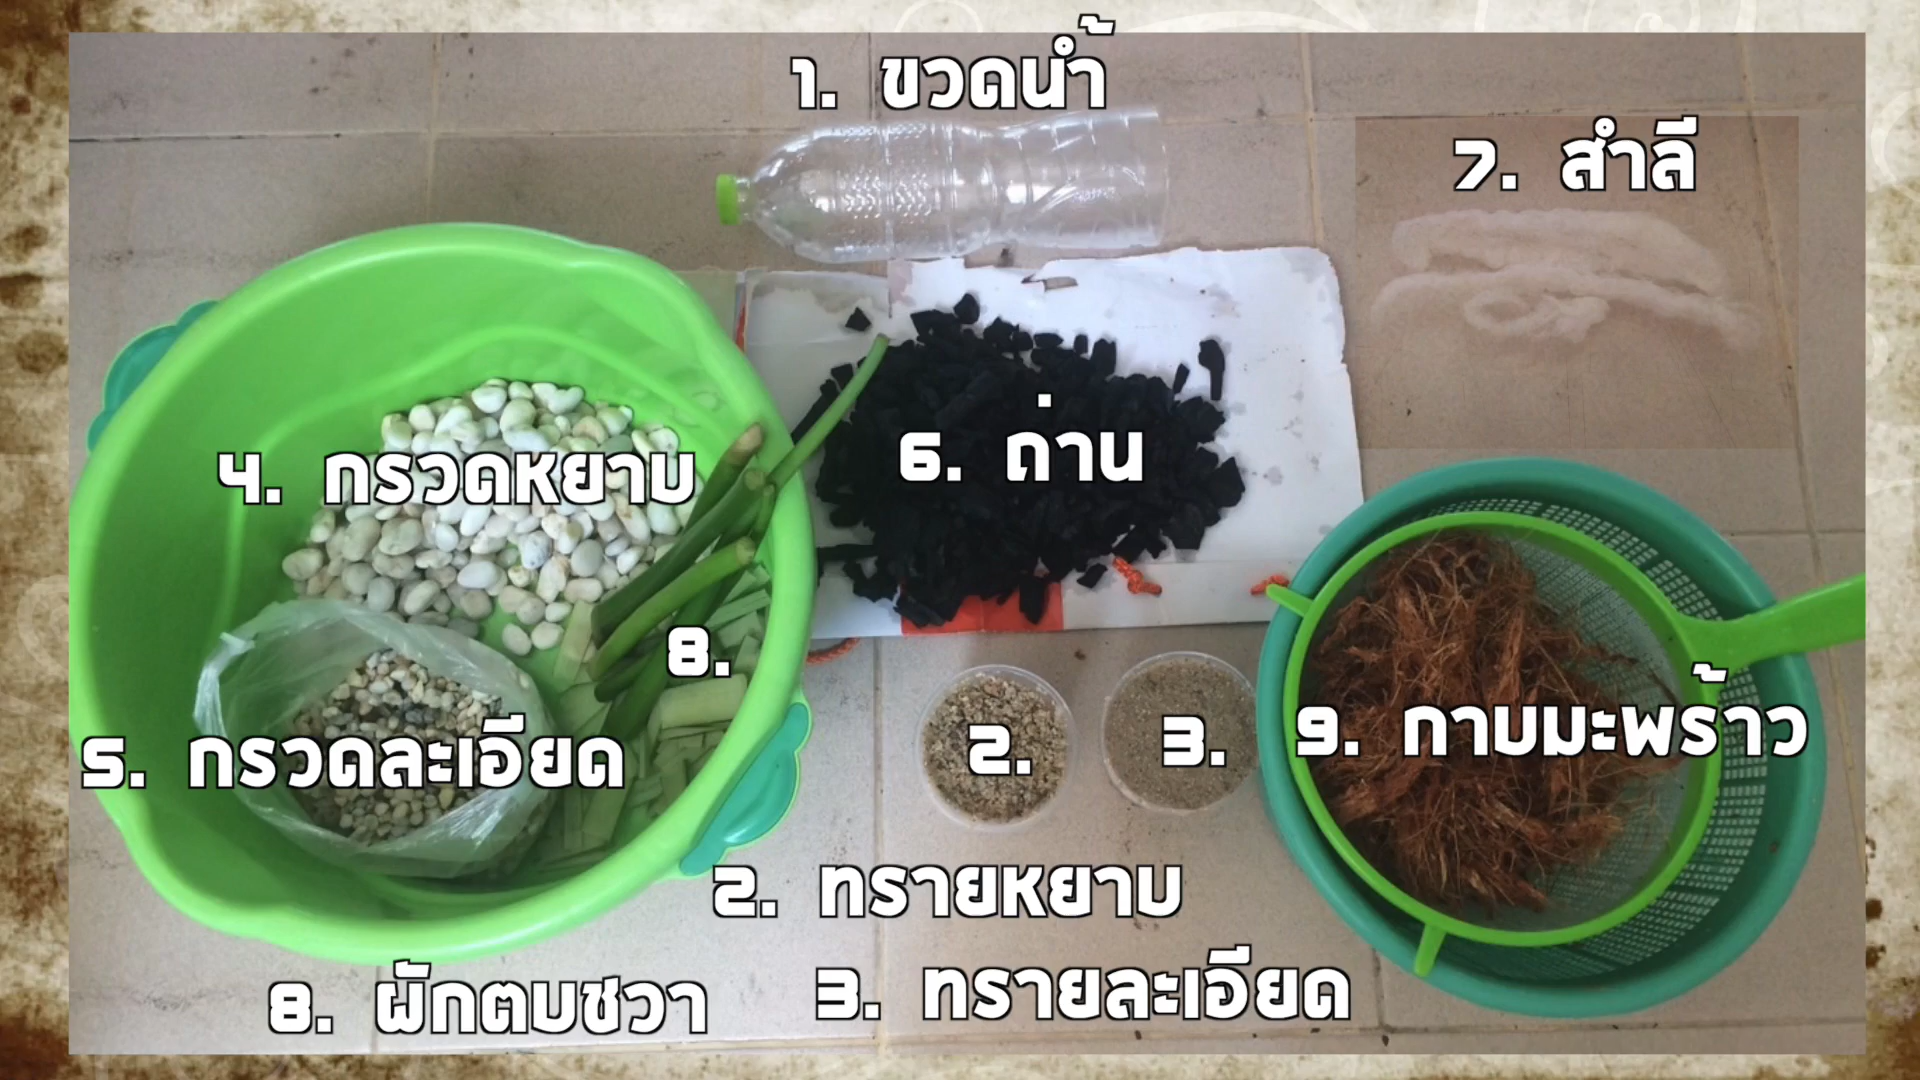 1. ขวดน้ำ
7. สำลี
6. ถ่าน
4. กรวดหยาบ
8.
5. กรวดละเอียด
2.
3.
9. กาบมะพร้าว
2. ทรายหยาบ
8. ผักตบชวา
3. ทรายละเอียด